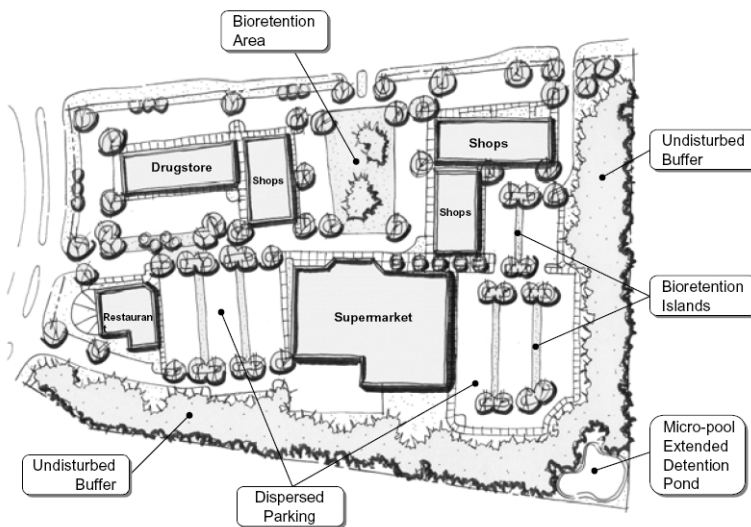 Bioretention
Area
Drugstore
Shops
Shops
Shops
Undisturbed
Buffer
Restauran
Supermarket
Bioretention
Islands
Undisturbed
Buffer
Dispersed
Parking
Micro-pool
Extended
Detention
Pond